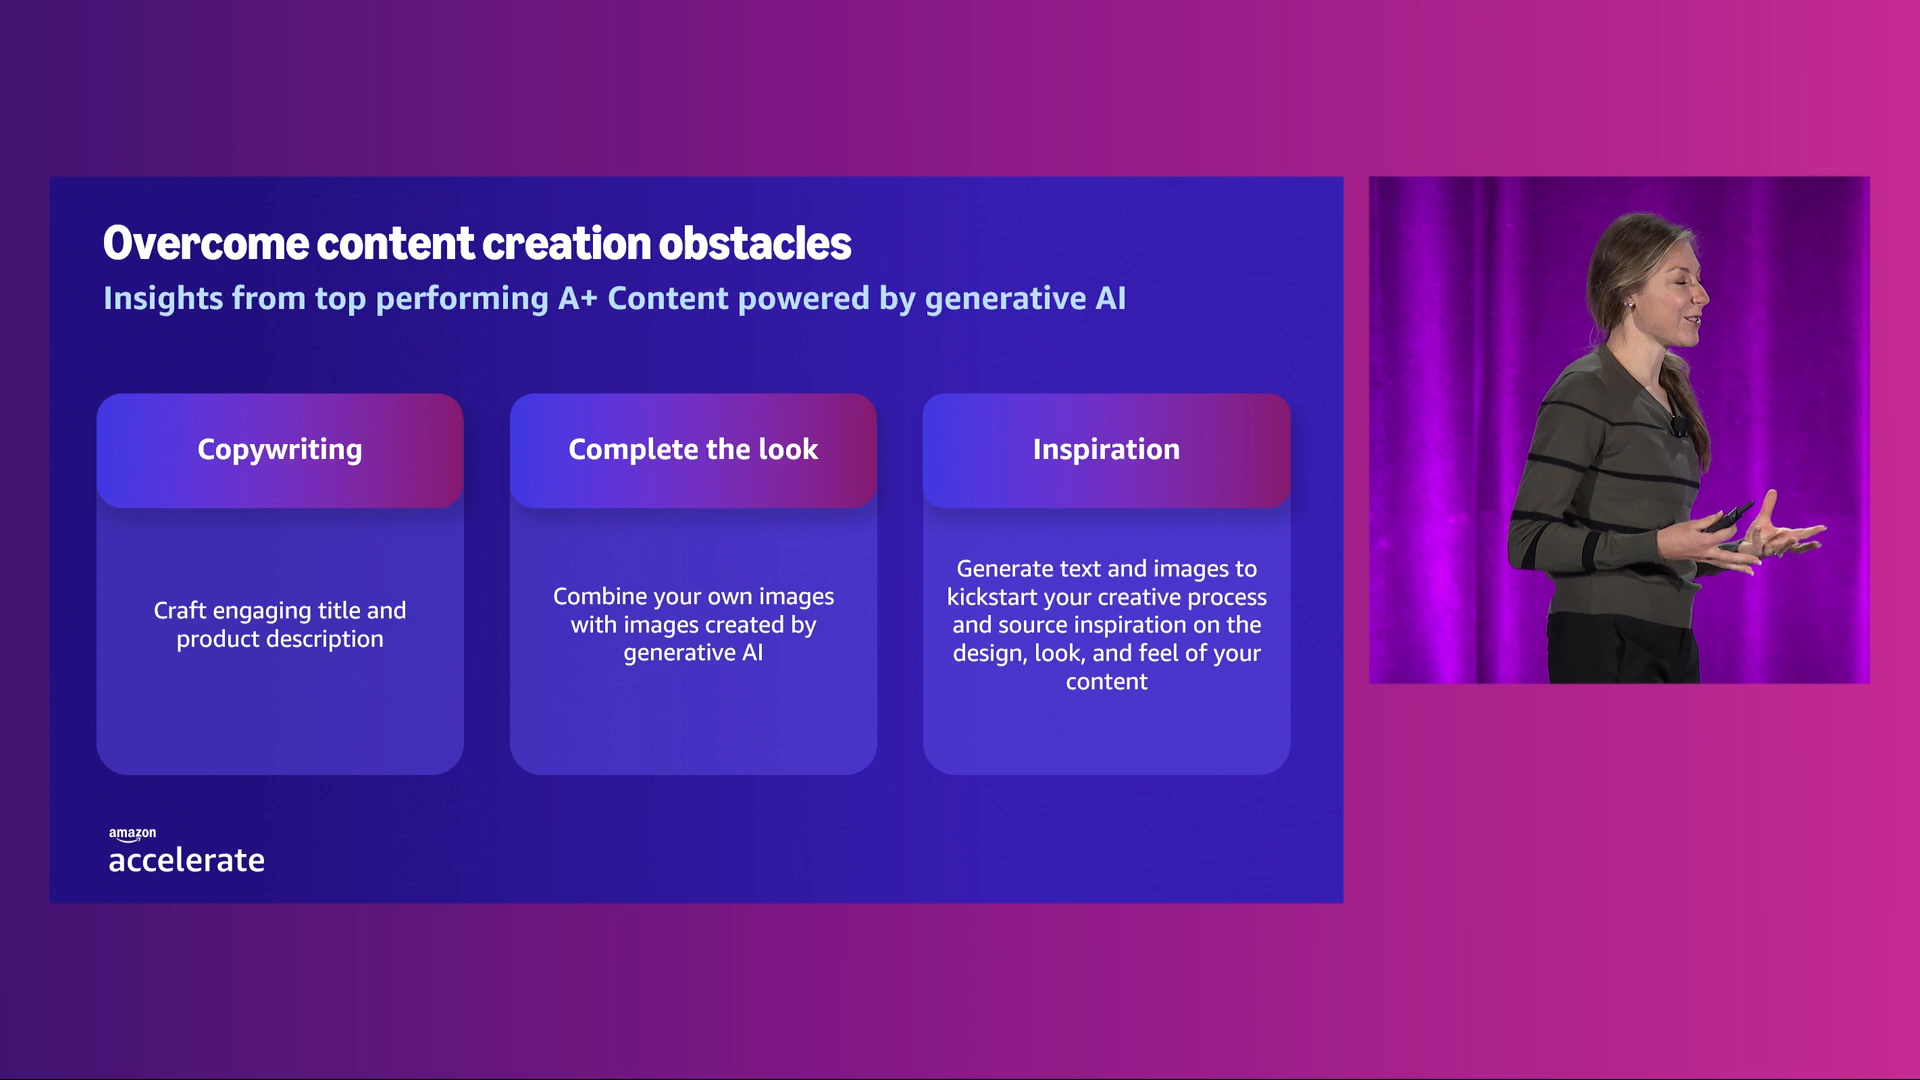 Overcome content creation obstacles
Insights from top performing A+ Content powered by generative AI
Copywriting
Craft engaging title and
product description
Complete the look
Combine your own images
with images created by
generative AI
Inspiration
Generate text and images to
kickstart your creative process
and source inspiration on the
design, look, and feel of your
content
amazon
accelerate